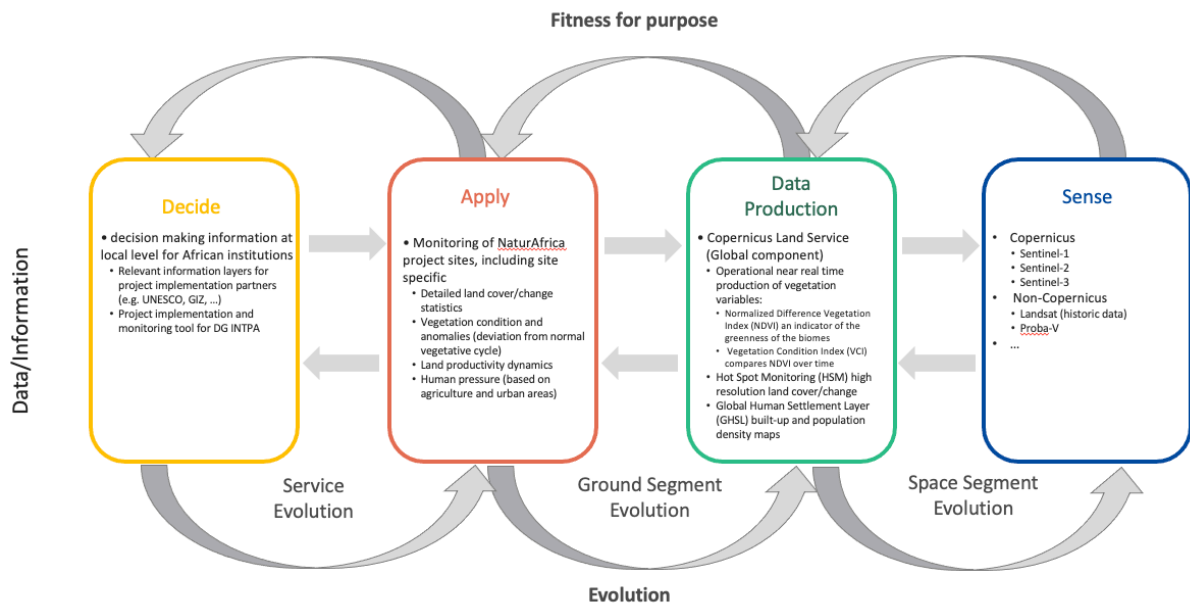 Fitness for purpose
Data/Information
Decide
• decision making information at
local level for African institutions
• Relevant information layers for
project implementation partners
(e.g. UNESCO, GIZ, ...)
• Project implementation and
monitoring tool for DG INTPA
Apply
• Monitoring of NaturAfrica
project sites, including site
specific
• Detailed land cover/change
statistics
• Vegetation condition and
anomalies (deviation from normal
vegetative cycle)
• Land productivity dynamics
• Human pressure (based on
agriculture and urban areas)
Data
Production
• Copernicus Land Service
(Global component)
• Operational near real time
production of vegetation
variables:
• Normalized Difference Vegetation
Index (NDVI) an indicator of the
greenness of the biomes
• Vegetation Condition Index (VCI)
compares NDVI over time
• Hot Spot Monitoring (HSM) high
resolution land cover/change
• Global Human Settlement Layer
(GHSL) built-up and population
density maps
Sense
• Copernicus
• Sentinel-1
• Sentinel-2
• Sentinel-3
• Non-Copernicus
• Landsat (historic data)
• Proba-V
• ...
Service
Evolution
Ground Segment
Evolution
Space Segment
Evolution
Evolution